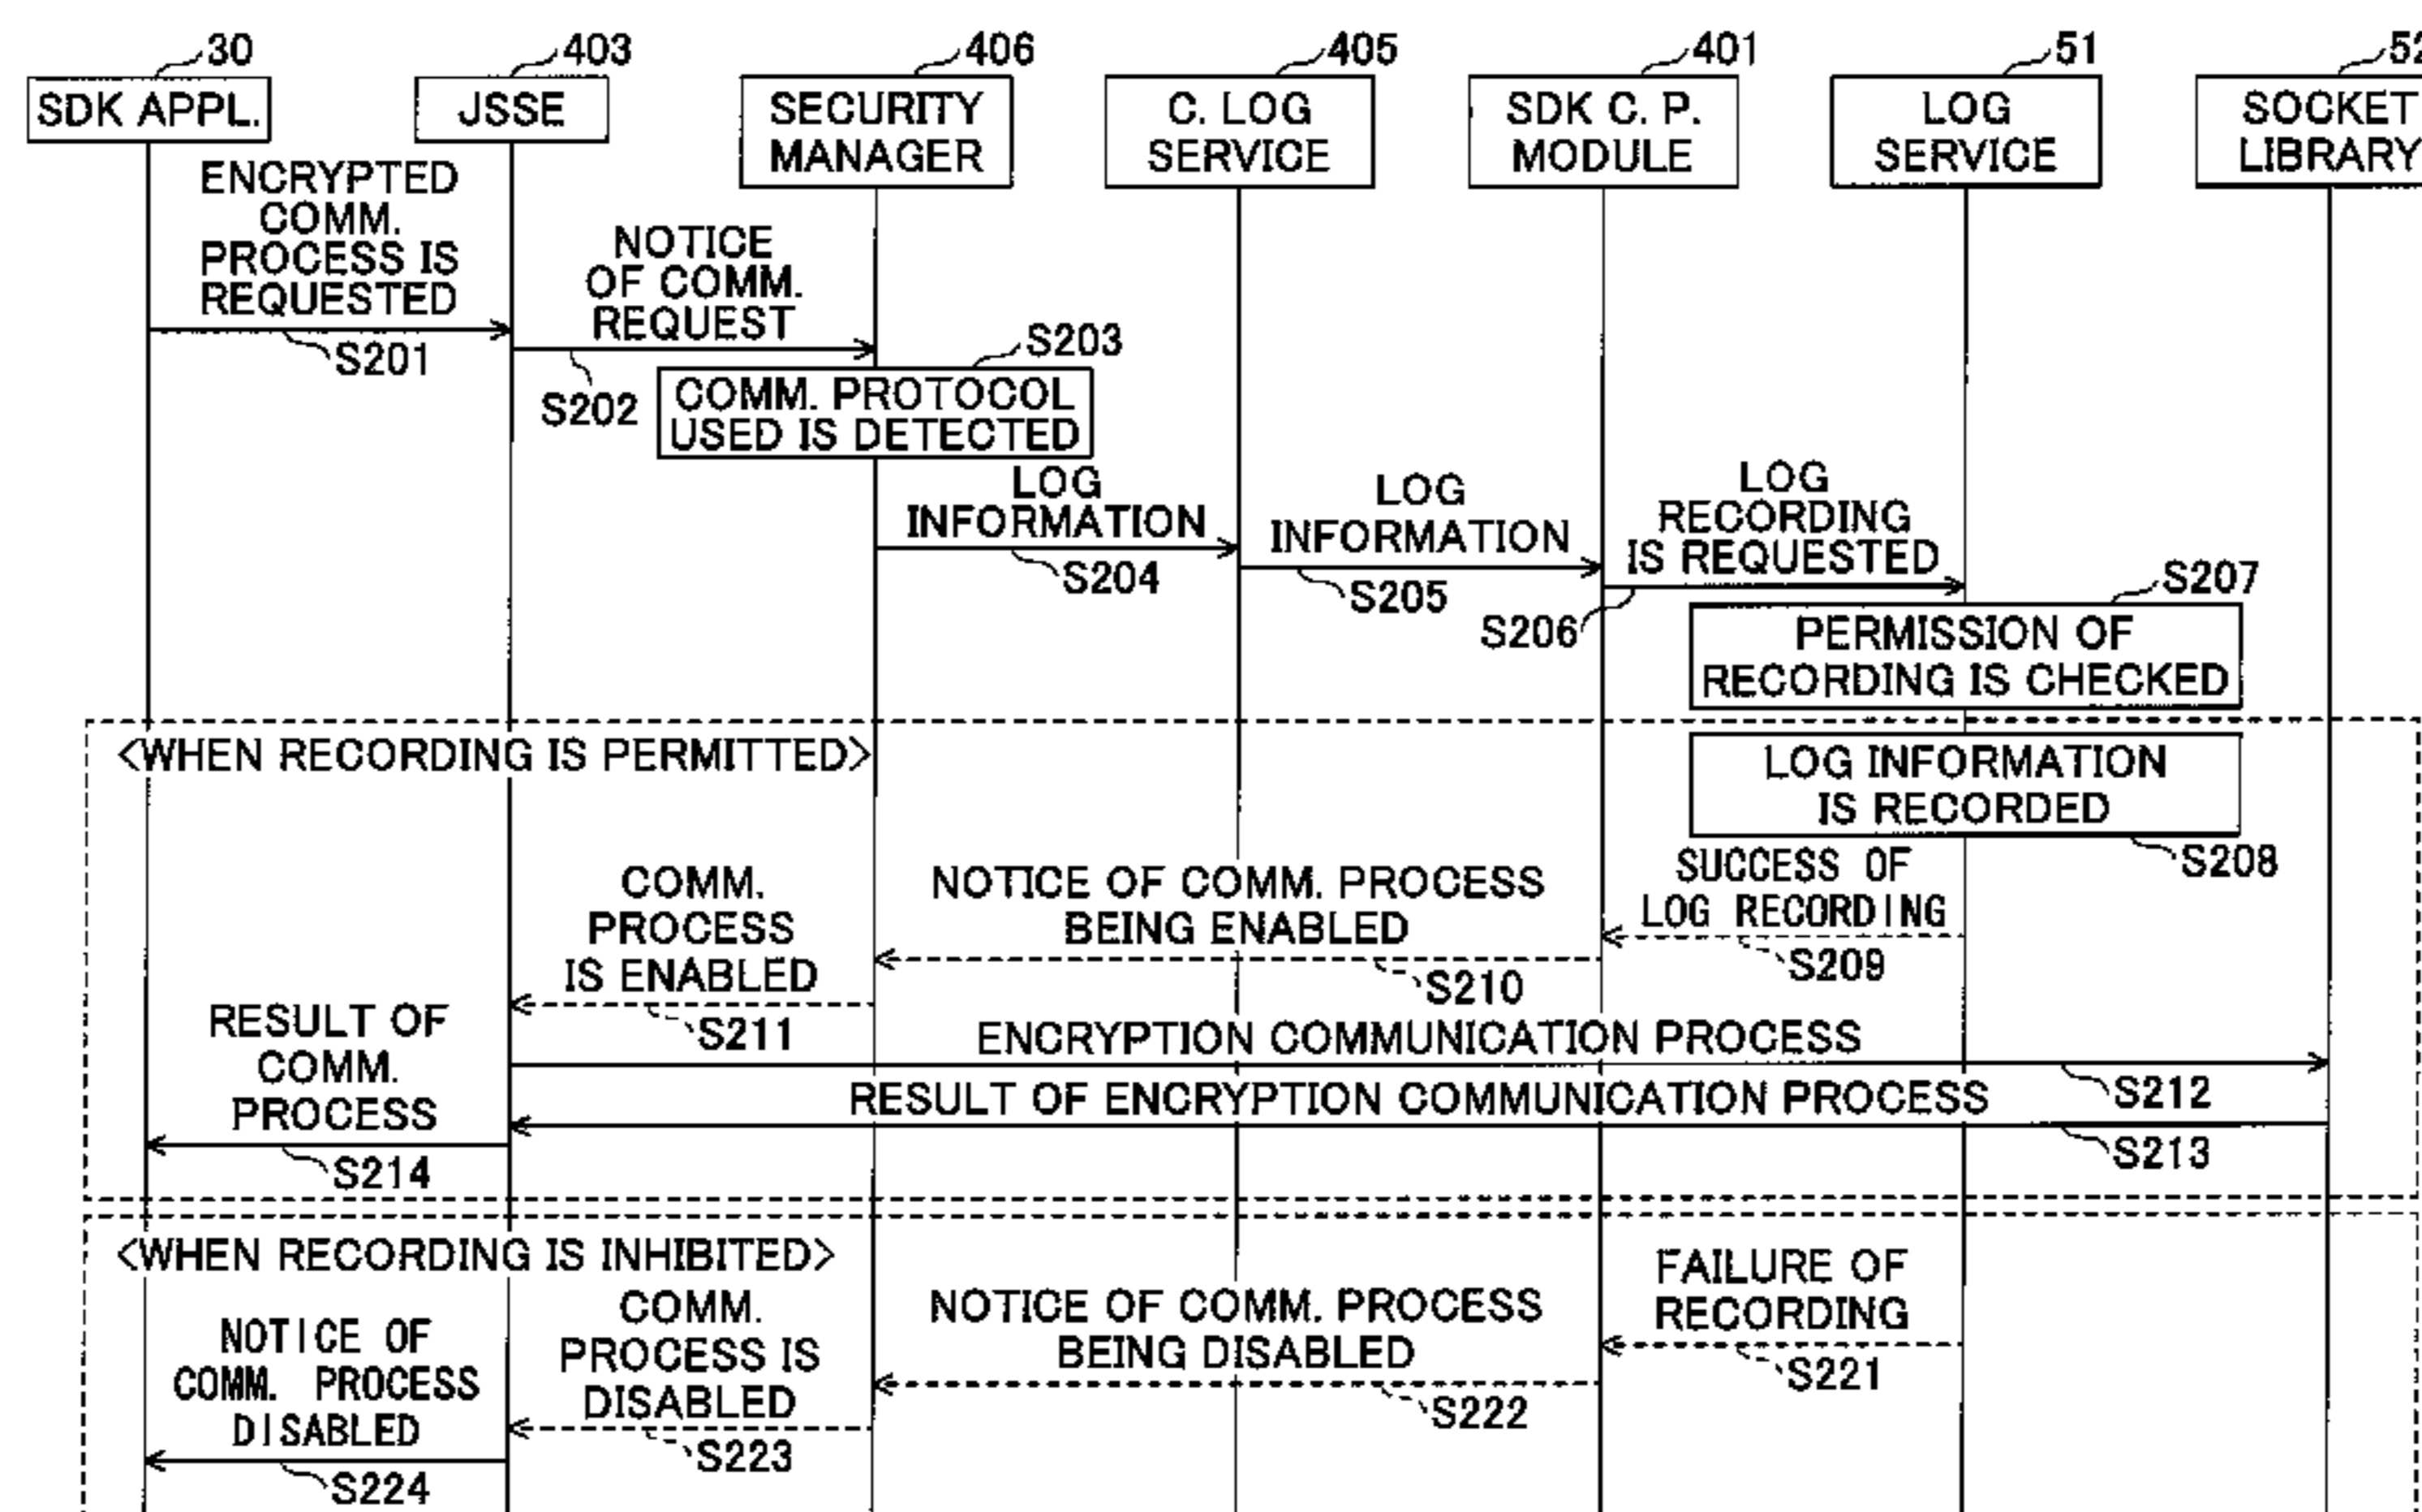 30
403
406
405
401
51
52
SDK APPL.
JSSE
SECURITY
MANAGER
C. LOG
SERVICE
SDK C. P.
MODULE
LOG
SERVICE
SOCKET
LIBRARY
ENCRYPTED
COMM.
PROCESS IS
REQUESTED
S201
NOTICE
OF COMM.
REQUEST
S202
S203
COMM. PROTOCOL
USED IS DETECTED
LOG
INFORMATION
S204
LOG
INFORMATION
S205
LOG
RECORDING
IS REQUESTED
S206
S207
PERMISSION OF
RECORDING IS CHECKED
<WHEN RECORDING IS PERMITTED>
LOG INFORMATION
IS RECORDED
S208
SUCCESS OF
LOG RECORDING
S209
NOTICE OF COMM. PROCESS
BEING ENABLED
S210
COMM.
PROCESS
IS ENABLED
S211
ENCRYPTION COMMUNICATION PROCESS
S212
RESULT OF ENCRYPTION COMMUNICATION PROCESS
S213
RESULT OF
COMM.
PROCESS
S214
<WHEN RECORDING IS INHIBITED>
FAILURE OF
RECORDING
S221
NOTICE OF COMM. PROCESS
BEING DISABLED
S222
COMM.
PROCESS IS
DISABLED
S223
NOTICE OF
COMM. PROCESS
DISABLED
S224